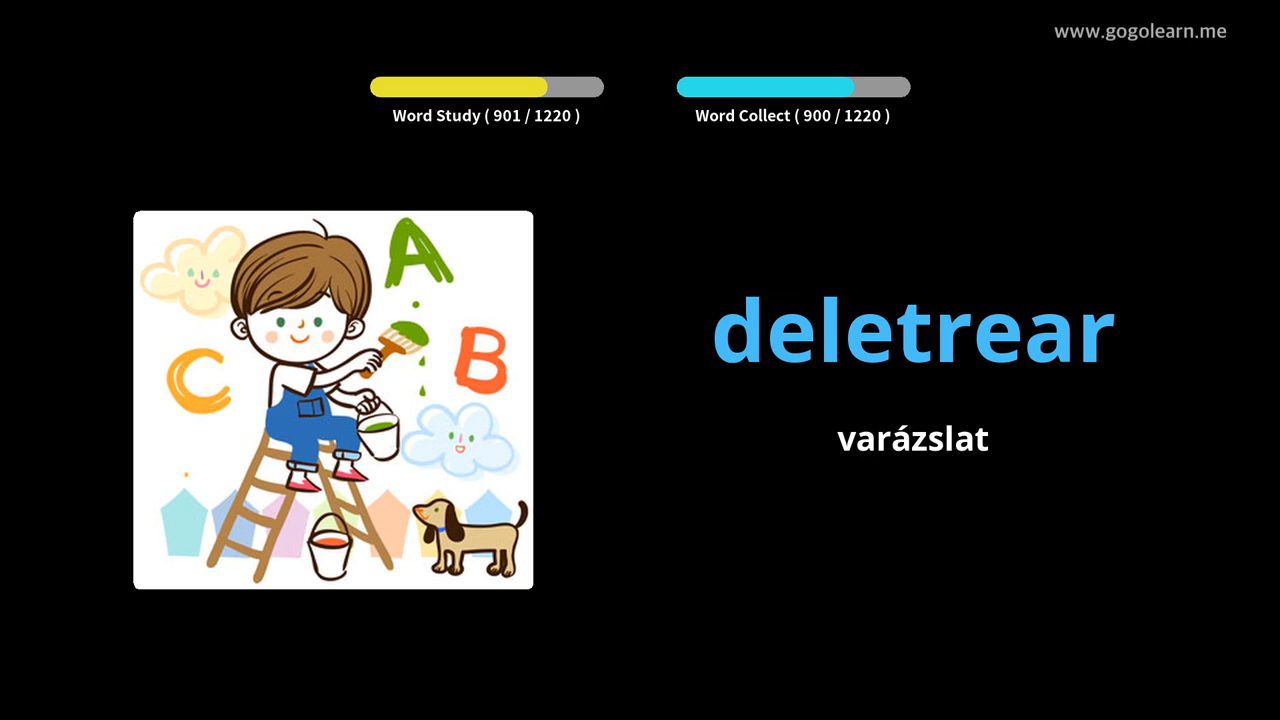 www.gogolearn.me
Word Study ( 901 / 1220 )
Word Collect ( 900 / 1220 )
A
B
C
deletrear
varázslat